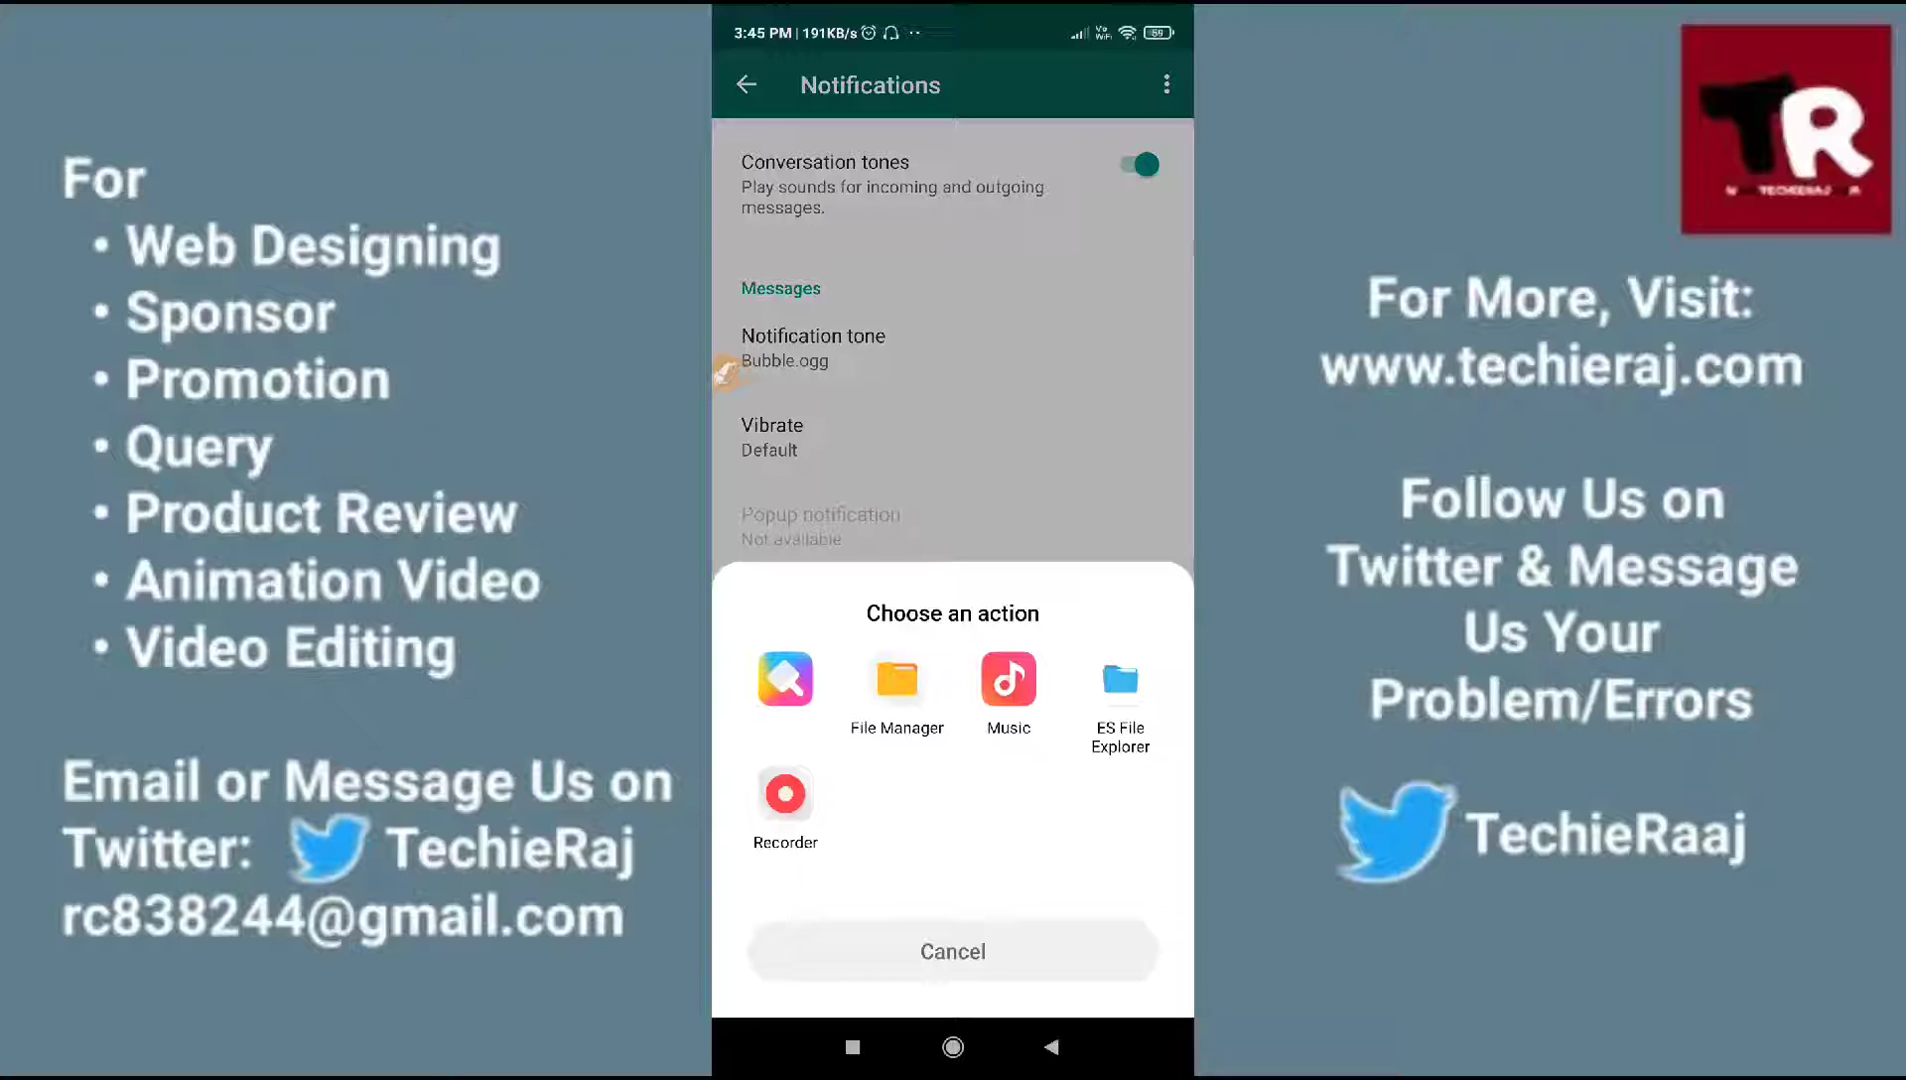 For
• Web Designing
• Sponsor
• Promotion
• Query
• Product Review
• Animation Video
• Video Editing
Email or Message Us on
Twitter: TechieRaj
rc838244@gmail.com
3:45 PM | 191KB/s
Vo
WiFi
59
Notifications
Conversation tones
Play sounds for incoming and outgoing
messages.
Messages
Notification tone
Bubble.ogg
Vibrate
Default
Popup notification
Not available
Choose an action
File Manager
Music
ES File
Explorer
Recorder
Cancel
TR
For More, Visit:
www.techieraj.com
Follow Us on
Twitter & Message
Us Your
Problem/Errors
TechieRaaj